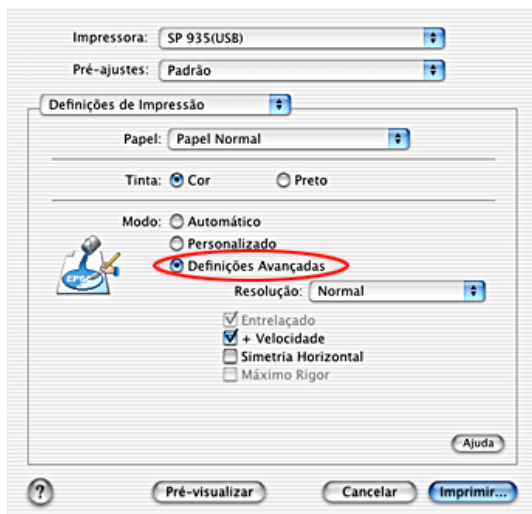 Impressora: SP 935(USB)
Pré-ajustes: Padrão
Definições de Impressão
Papel: Papel Normal
Tinta: Cor Preto
Modo: Automático
Personalizado
Definições Avançadas
Resolução: Normal
Entrelaçado
+ Velocidade
Simetria Horizontal
Máximo Rigor
Ajuda
? Pré-visualizar Cancelar Imprimir...